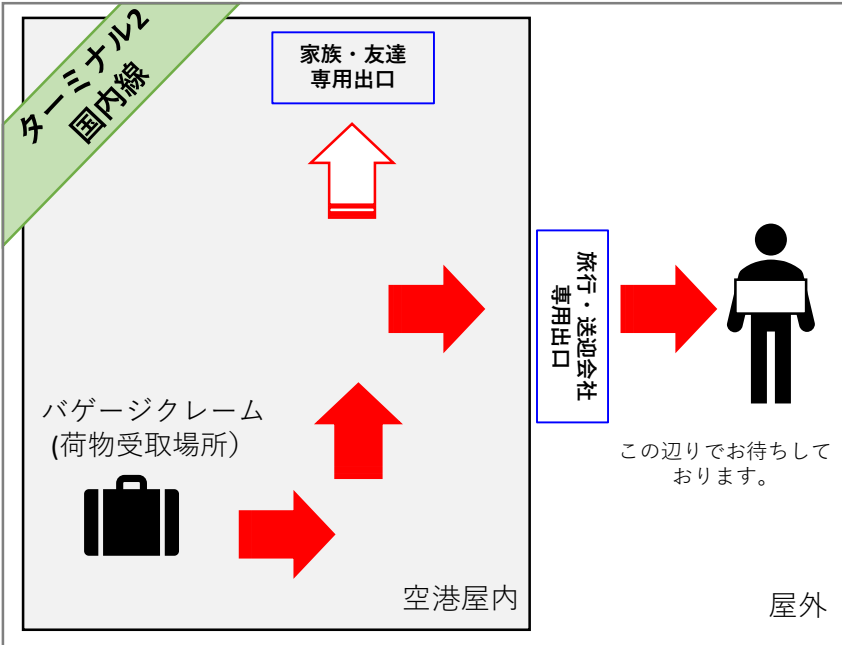 ターミナル2
国内線
家族・友達
専用出口
旅行・送迎会社
専用出口
バゲージクレーム
(荷物受取場所）
この辺りでお待ちして
おります。
空港屋内
屋外